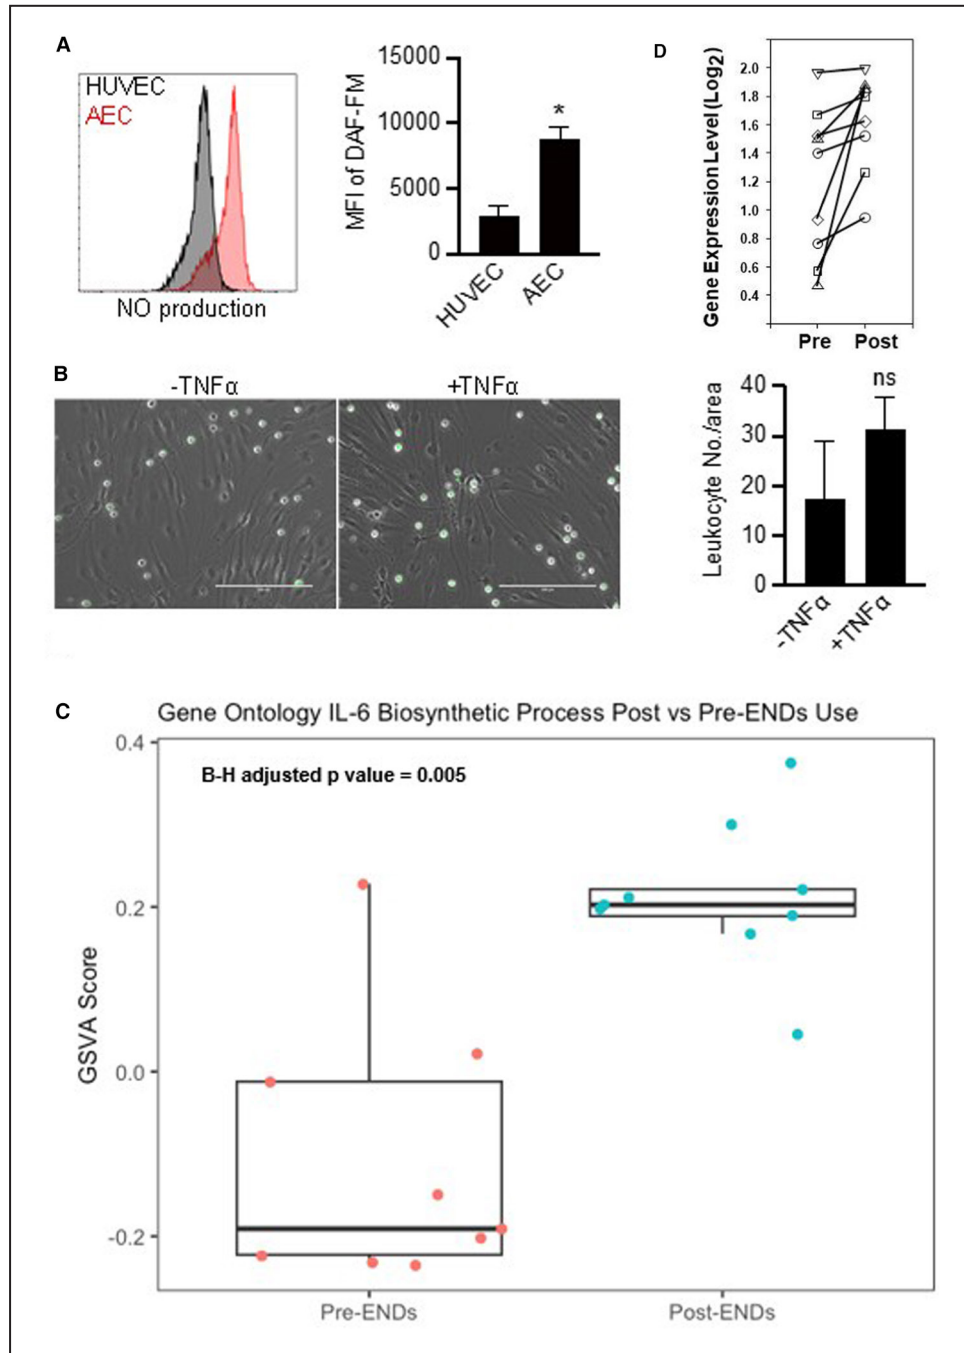 A
HUVEC
AEC
NO production
MFI of DAF-FM
15000
10000
5000
0
*
HUVEC
AEC
D
Gene Expression Level (Log2)
2.0
1.8
1.6
1.4
1.2
1.0
0.8
0.6
0.4
Pre Post
B
-TNFα
+TNFα
Leukocyte No./area
40
30
20
10
0
ns
-TNFα
+TNFα
C
Gene Ontology IL-6 Biosynthetic Process Post vs Pre-ENDs Use
B-H adjusted p value = 0.005
GSVA Score
0.4
0.2
0.0
-0.2
Pre-ENDs
Post-ENDs